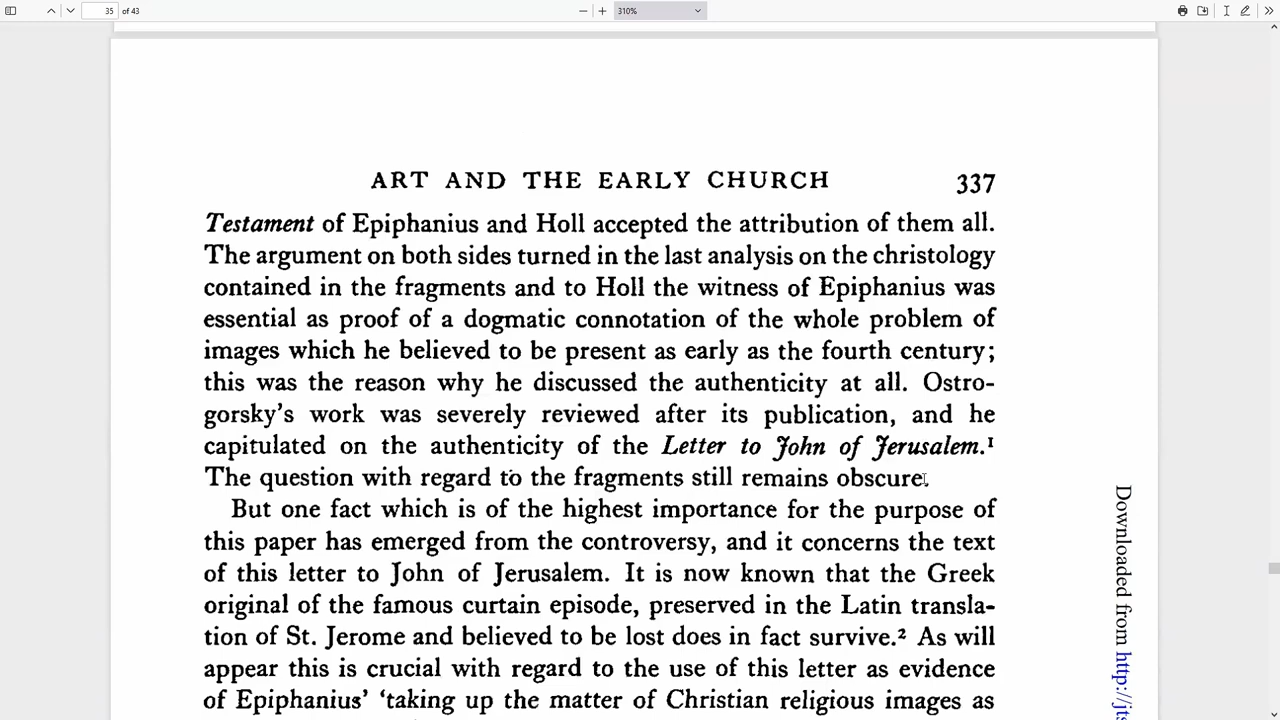 35 of 43
310%
ART AND THE EARLY CHURCH 337
Testament of Epiphanius and Holl accepted the attribution of them all.
The argument on both sides turned in the last analysis on the christology
contained in the fragments and to Holl the witness of Epiphanius was
essential as proof of a dogmatic connotation of the whole problem of
images which he believed to be present as early as the fourth century;
this was the reason why he discussed the authenticity at all. Ostro-
gorsky's work was severely reviewed after its publication, and he
capitulated on the authenticity of the Letter to John of Jerusalem.¹
The question with regard to the fragments still remains obscure.
But one fact which is of the highest importance for the purpose of
this paper has emerged from the controversy, and it concerns the text
of this letter to John of Jerusalem. It is now known that the Greek
original of the famous curtain episode, preserved in the Latin transla-
tion of St. Jerome and believed to be lost does in fact survive.² As will
appear this is crucial with regard to the use of this letter as evidence
of Epiphanius' 'taking up the matter of Christian religious images as
Downloaded from http://jts